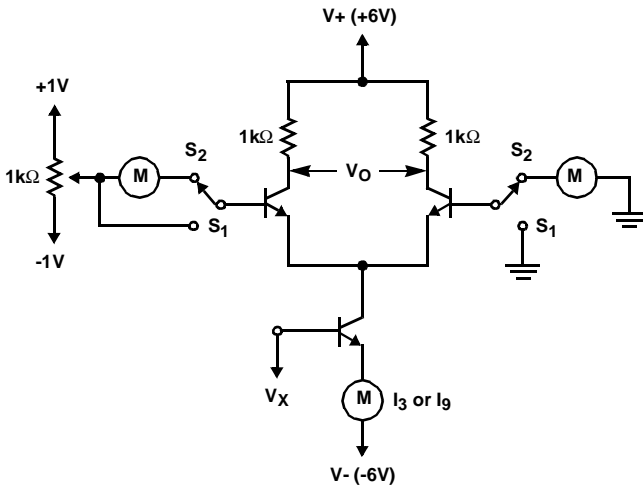 V+ (+6V)
+1V
1kΩ
1kΩ
S2
S2
VO
1kΩ
M
M
S1
S1
-1V
VX
M
I3 or I9
V- (-6V)